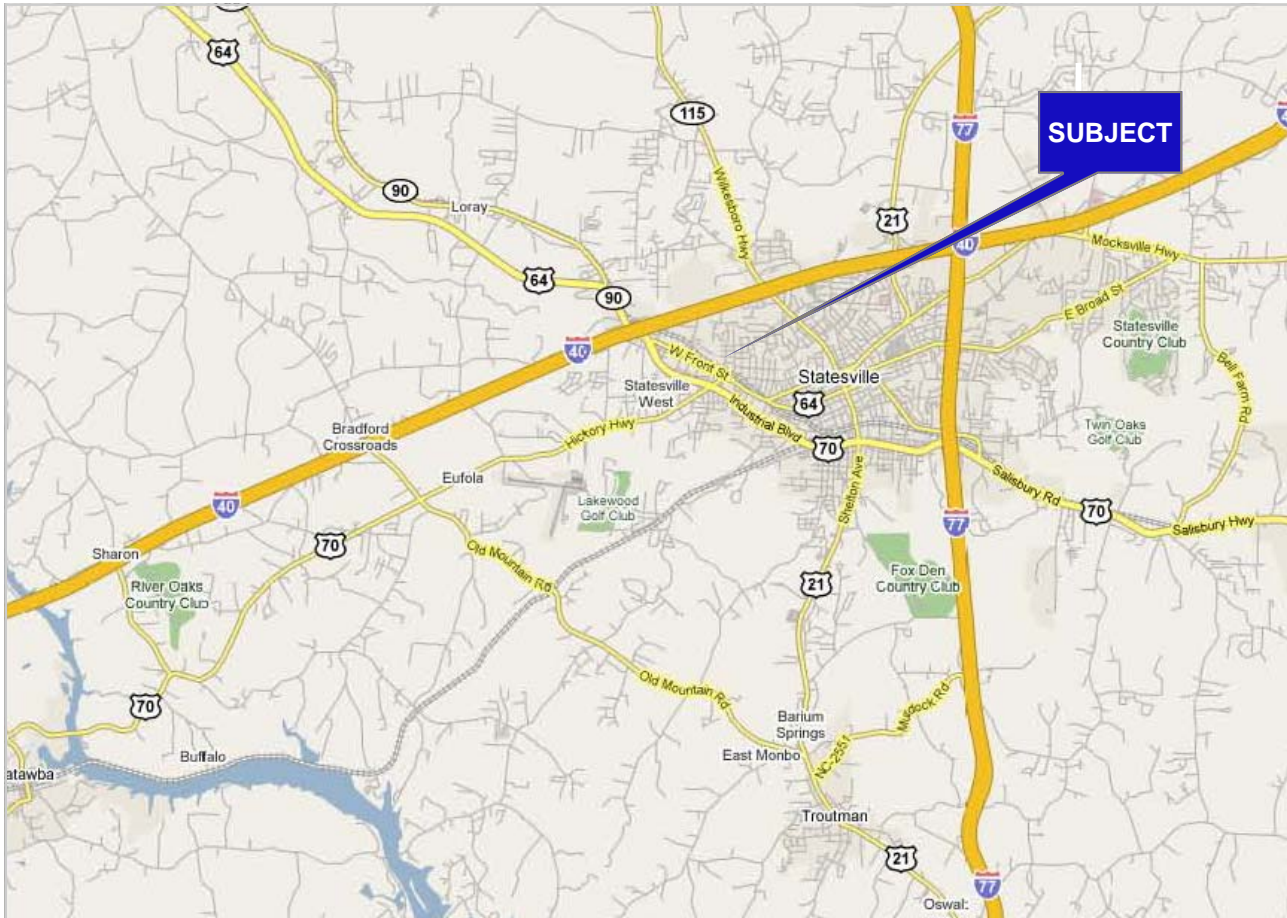 64
115
77
SUBJECT
90
Loray
Wilkesboro Hwy
21
40
Mocksville Hwy
64
90
E Broad St
Statesville
Country Club
40
W Front St
Statesville
West
Statesville
64
Bell Farm Rd
Industrial Blvd
Bradford
Crossroads
Hickory Hwy
70
Twin Oaks
Golf Club
Eufola
Shelton Ave
Salisbury Rd
40
Lakewood
Golf Club
70
77
Salisbury Hwy
70
Sharon
Old Mountain Rd
River Oaks
Country Club
21
Fox Den
Country Club
Old Mountain Rd
Murdock Rd
70
Barium
Springs
Buffalo
East Monbo
NC-2551
atawba
Troutman
21
77
Oswal